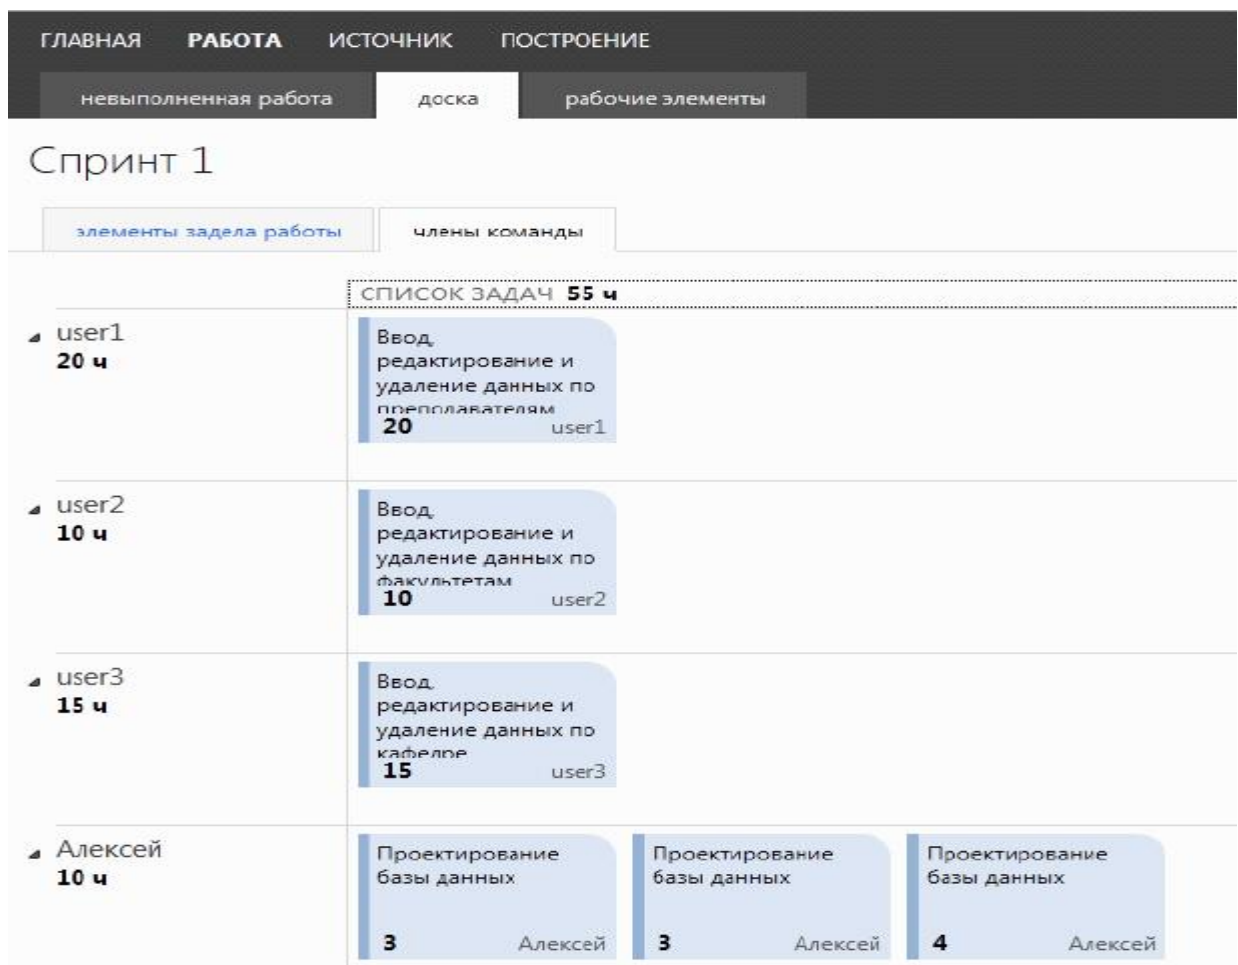 ГЛАВНАЯ РАБОТА ИСТОЧНИК ПОСТРОЕНИЕ
невыполненная работа доска рабочие элементы
Спринт 1
элементы задела работы члены команды
СПИСОК ЗАДАЧ 55 ч
user1
20 ч
Ввод,
редактирование и
удаление данных по
преподавателям
20 user1
user2
10 ч
Ввод,
редактирование и
удаление данных по
факультетам
10 user2
user3
15 ч
Ввод,
редактирование и
удаление данных по
кафедре
15 user3
Алексей
10 ч
Проектирование
базы данных
3 Алексей
Проектирование
базы данных
3 Алексей
Проектирование
базы данных
4 Алексей